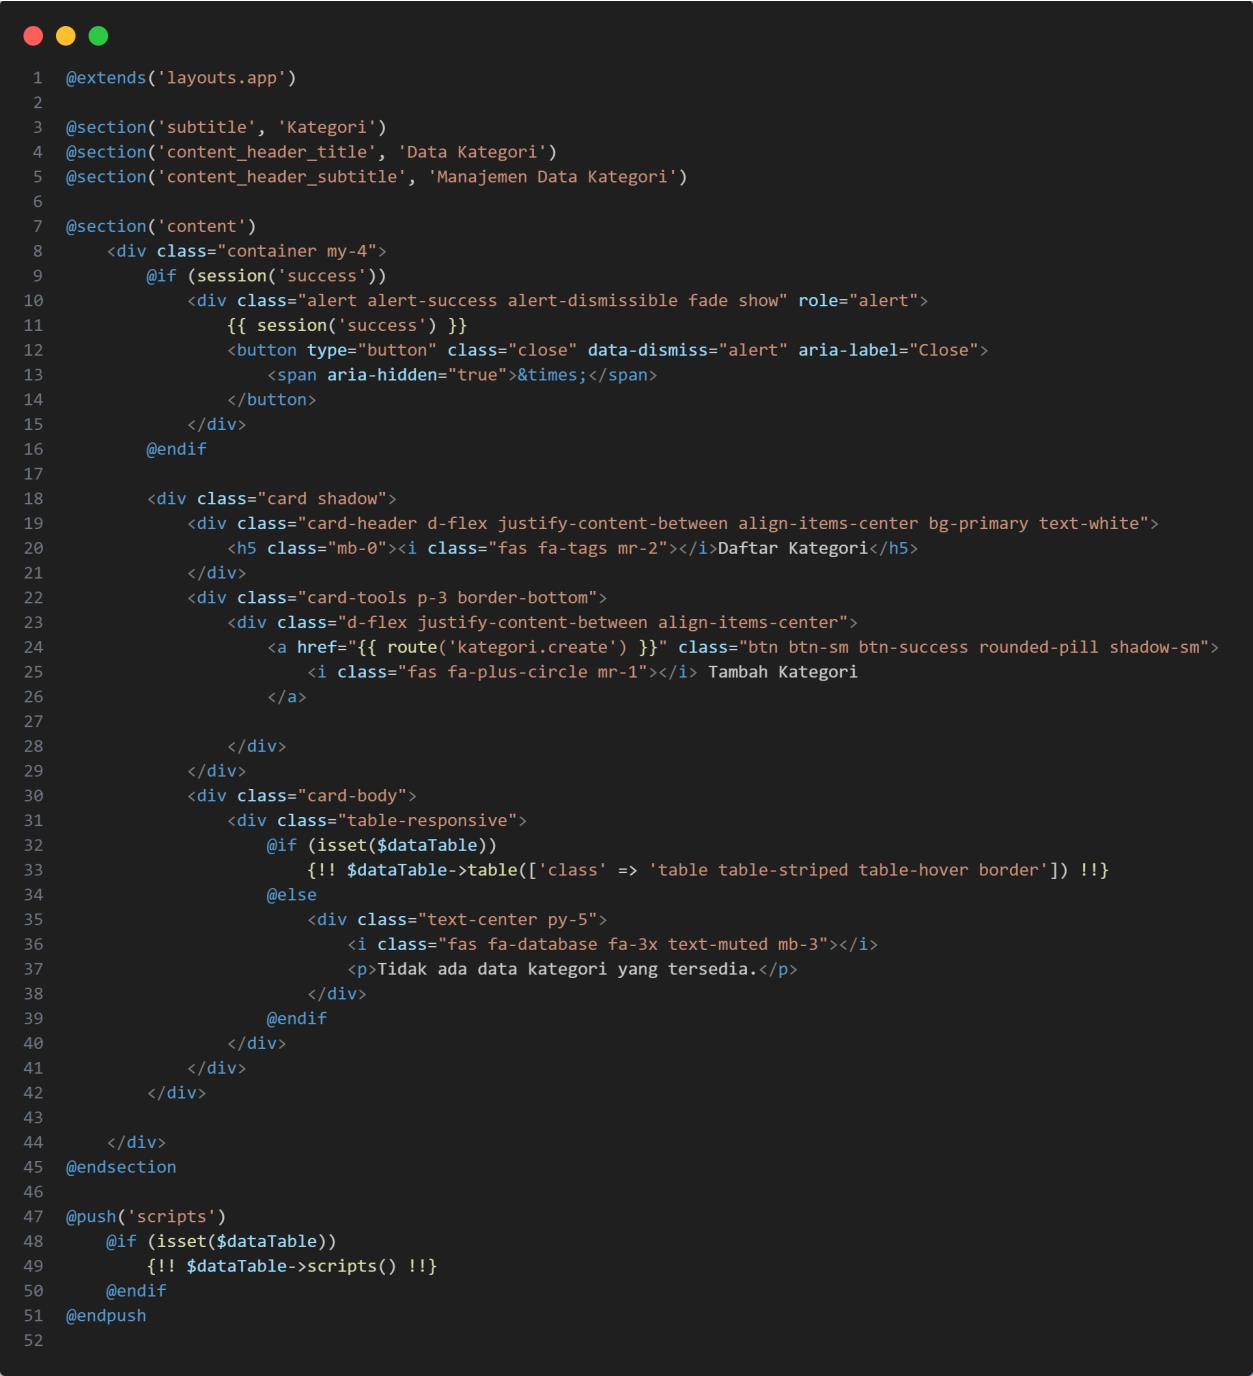 1 @extends('layouts.app')
2
3 @section('subtitle', 'Kategori')
4 @section('content_header_title', 'Data Kategori')
5 @section('content_header_subtitle', 'Manajemen Data Kategori')
6
7 @section('content')
8     <div class="container my-4">
9         @if (session('success'))
10             <div class="alert alert-success alert-dismissible fade show" role="alert">
11                 {{ session('success') }}
12                 <button type="button" class="close" data-dismiss="alert" aria-label="Close">
13                     <span aria-hidden="true">&times;</span>
14                 </button>
15             </div>
16         @endif
17
18         <div class="card shadow">
19             <div class="card-header d-flex justify-content-between align-items-center bg-primary text-white">
20                 <h5 class="mb-0"><i class="fas fa-tags mr-2"></i>Daftar Kategori</h5>
21             </div>
22             <div class="card-tools p-3 border-bottom">
23                 <div class="d-flex justify-content-between align-items-center">
24                     <a href="{{ route('kategori.create') }}" class="btn btn-sm btn-success rounded-pill shadow-sm">
25                         <i class="fas fa-plus-circle mr-1"></i> Tambah Kategori
26                     </a>
27
28                 </div>
29             </div>
30             <div class="card-body">
31                 <div class="table-responsive">
32                     @if (isset($dataTable))
33                         {!! $dataTable->table(['class' => 'table table-striped table-hover border']) !!}
34                     @else
35                         <div class="text-center py-5">
36                             <i class="fas fa-database fa-3x text-muted mb-3"></i>
37                             <p>Tidak ada data kategori yang tersedia.</p>
38                         </div>
39                     @endif
40                 </div>
41             </div>
42         </div>
43
44     </div>
45 @endsection
46
47 @push('scripts')
48     @if (isset($dataTable))
49         {!! $dataTable->scripts() !!}
50     @endif
51 @endpush
52